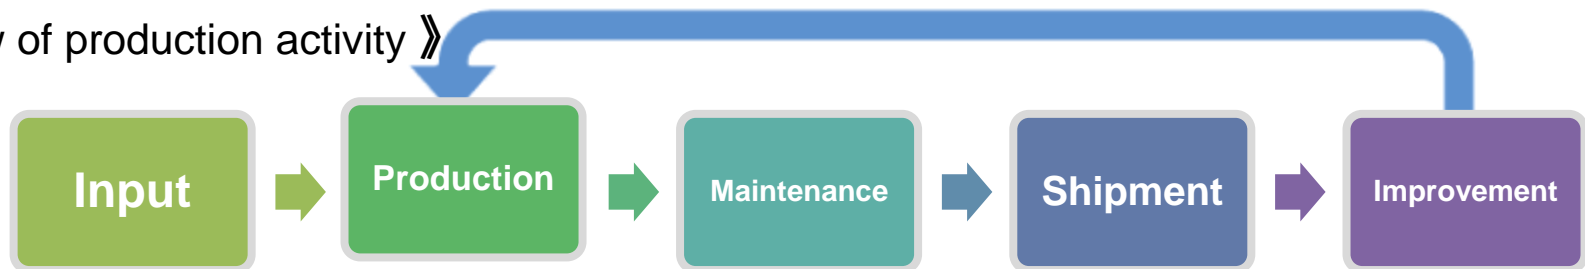 of production activity 》
Input
Production
Maintenance
Shipment
Improvement